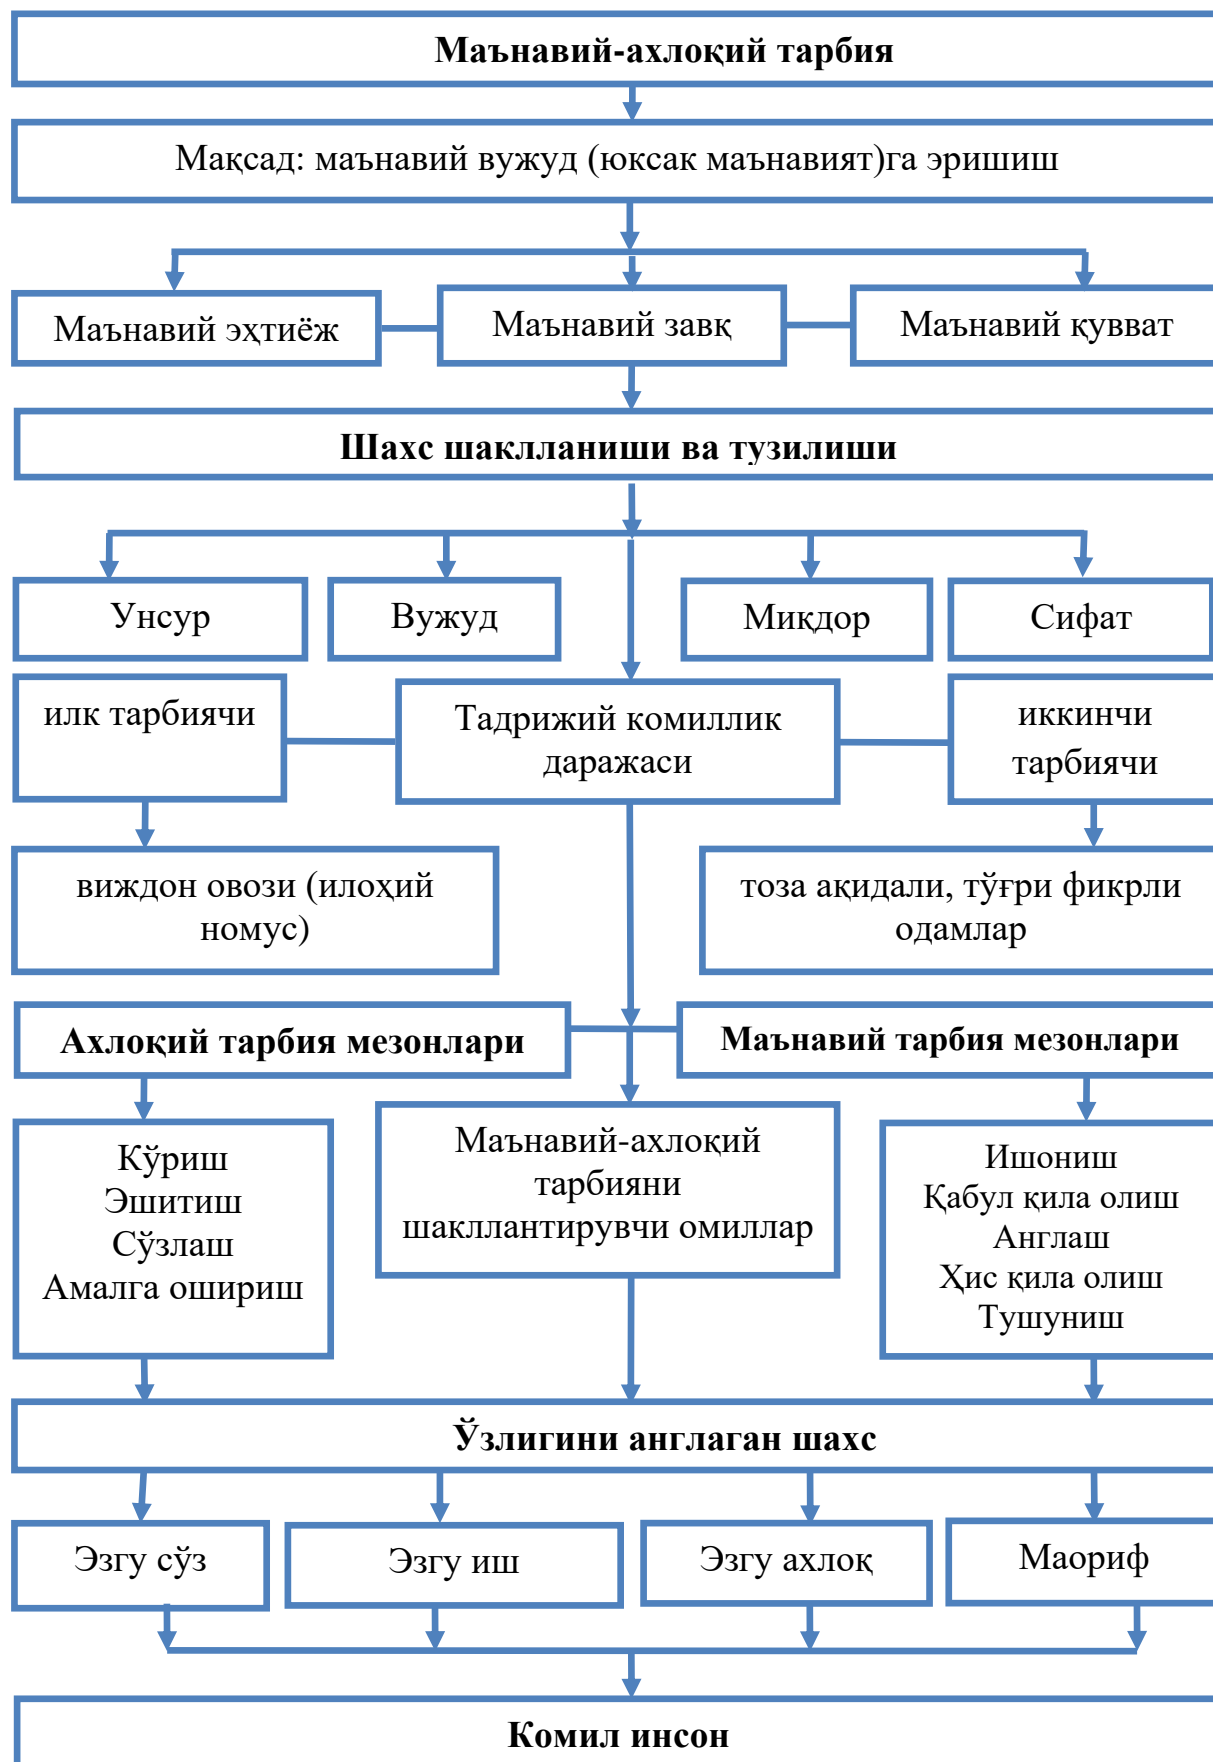 Маънавий-ахлоқий тарбия
Мақсад: маънавий вужуд (юксак маънавият)га эришиш
Маънавий эҳтиёж
Маънавий завқ
Маънавий қувват
Шахс шаклланиши ва тузилиши
Унсур
Вужуд
Миқдор
Сифат
илк тарбиячи
Тадрижий комиллик
даражаси
иккинчи
тарбиячи
виждон овози (илоҳий
номус)
тоза ақидали, тўғри фикрли
одамлар
Ахлоқий тарбия мезонлари
Маънавий тарбия мезонлари
Кўриш
Эшитиш
Сўзлаш
Амалга ошириш
Маънавий-ахлоқий
тарбияни
шакллантирувчи омиллар
Ишониш
Қабул қила олиш
Англаш
Ҳис қила олиш
Тушуниш
Ўзлигини англаган шахс
Эзгу сўз
Эзгу иш
Эзгу ахлоқ
Маориф
Комил инсон